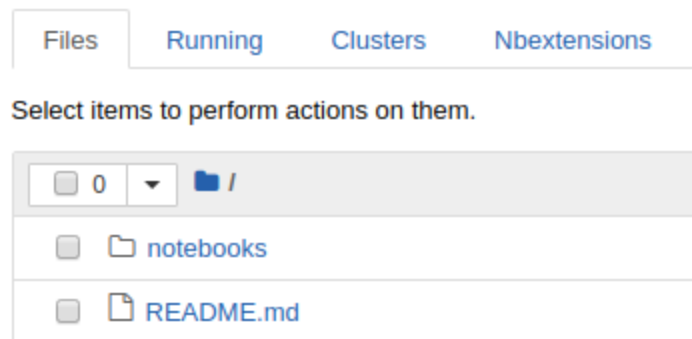 Files Running Clusters Nbextensions
Select items to perform actions on them.
0 /
notebooks
README.md